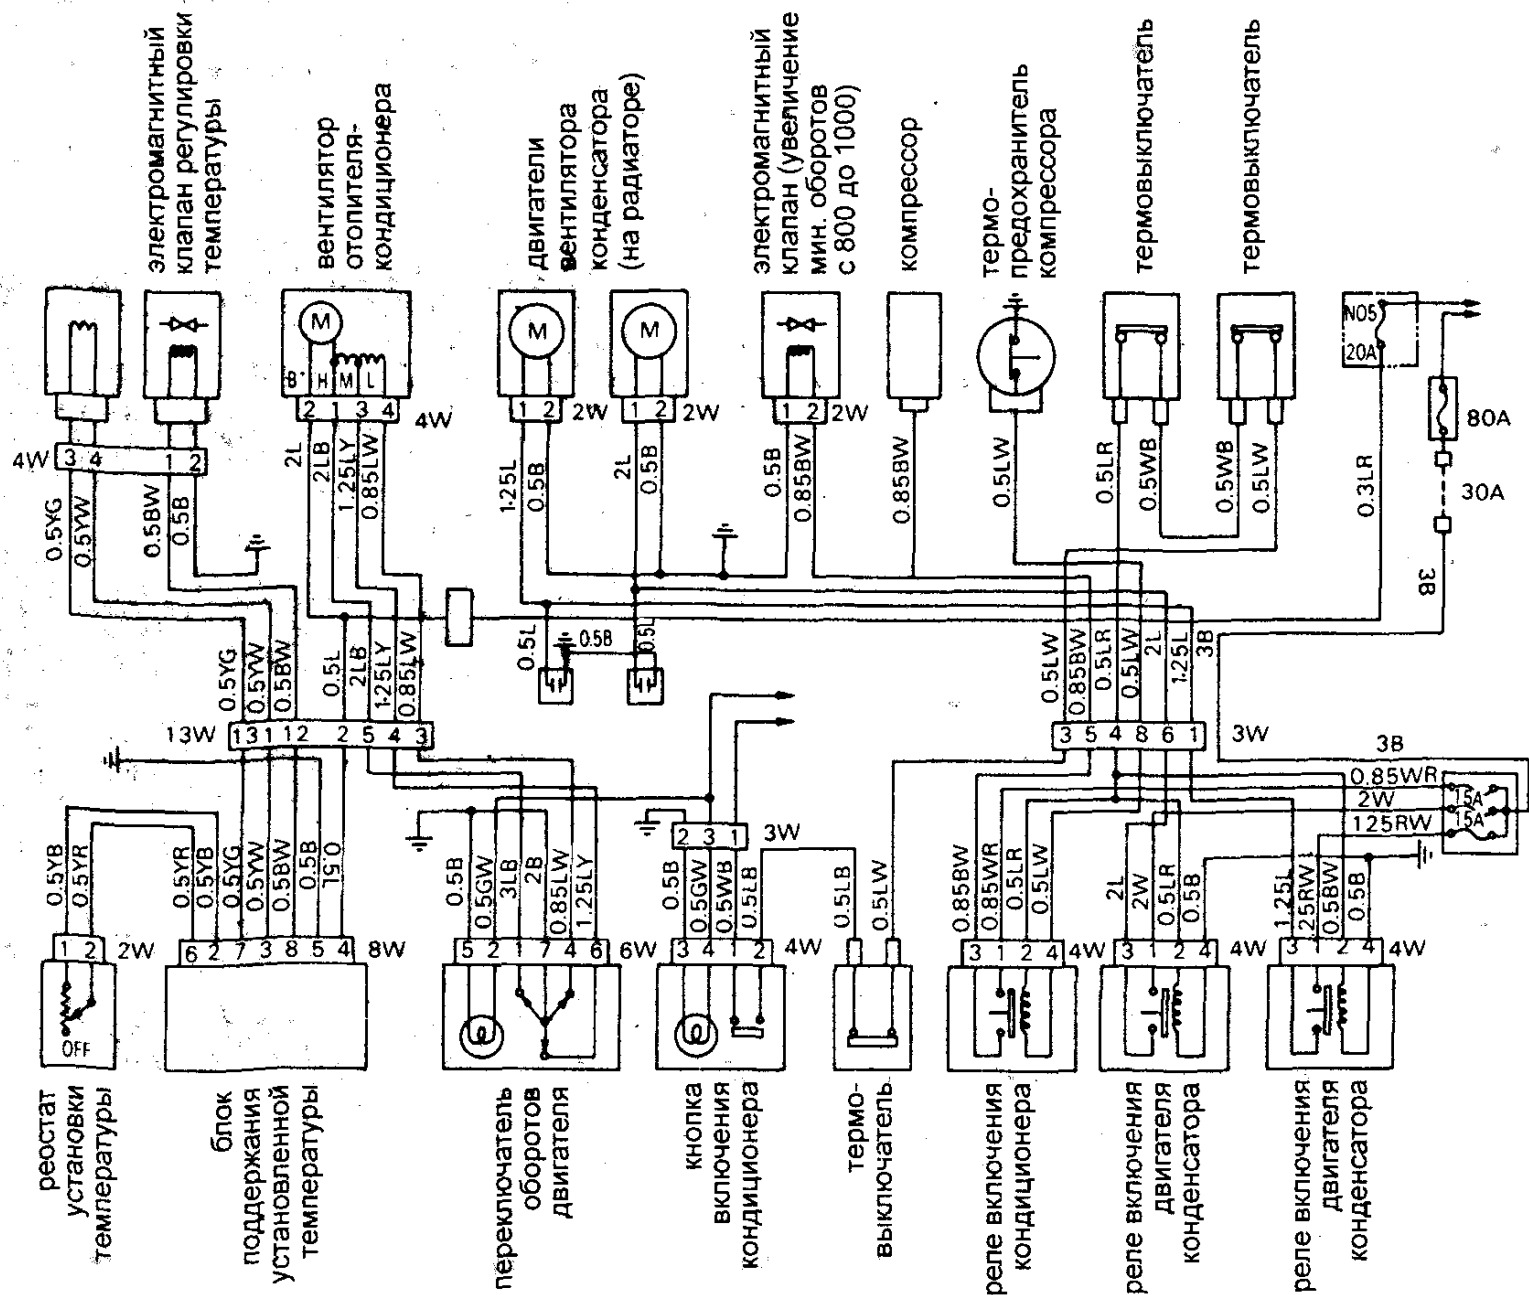 электромагнитный
клапан регулировки
температуры
вентилятор
отопителя-
кондиционера
двигатели
вентилятора
конденсатора
(на радиаторе)
электромагнитный
клапан (увеличение
мин. оборотов
с 800 до 1000)
компрессор
термо-
предохранитель
компрессора
термовыключатель
термовыключатель
M
B+ H M L
M
M
NO5
20A
80A
30A
3 4 1 2
4W
2 1 3 4
4W
1 2
2W
1 2
2W
1 2
2W
0.5YG
0.5YW
0.5BW
0.5B
2L
2LB
1.25LY
0.85LW
1.25L
0.5B
2L
0.5B
0.5B
0.85BW
0.85BW
0.5LW
0.5LR
0.5WB
0.5WB
0.5LW
0.3LR
3B
0.5L
0.5B
0.5L
0.5YG
0.5YW
0.5BW
0.5L
2LB
1.25LY
0.85LW
0.5LW
0.85BW
0.5LR
0.5LW
2L
1.25L
3B
13W
13 1 12 2 5 4 3
3 5 4 8 6 1
3W
3B
0.85WR
2W
125RW
15A
15A
2 3 1
3W
0.5YB
0.5YR
0.5YR
0.5YB
0.5YG
0.5YW
0.5BW
0.5B
05L
0.5B
0.5GW
3LB
2B
0.85LW
1.25LY
0.5B
0.5GW
0.5WB
0.5LB
0.5LB
0.5LW
0.85BW
0.85WR
0.5LR
0.5LW
2L
2W
0.5LR
0.5B
1.25L
25RW
0.5BW
0.5B
1 2
2W
6 2 7 3 8 5 4
8W
5 2 1 7 4 6
6W
3 4 1 2
4W
3 1 2 4
4W
3 1 2 4
4W
3 1 2 4
4W
OFF
реостат
установки
температуры
блок
поддержания
установленной
температуры
переключатель
оборотов
двигателя
кнопка
включения
кондиционера
термо-
выключатель
реле включения
кондиционера
реле включения
двигателя
конденсатора
реле включения
двигателя
конденсатора